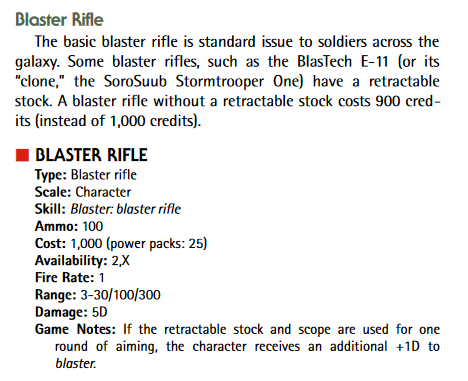 Blaster Rifle
The basic blaster rifle is standard issue to soldiers across the
galaxy. Some blaster rifles, such as the BlasTech E-11 (or its
“clone,” the SoroSuub Stormtrooper One) have a retractable
stock. A blaster rifle without a retractable stock costs 900 cred-
its (instead of 1,000 credits).
BLASTER RIFLE
Type: Blaster rifle
Scale: Character
Skill: Blaster: blaster rifle
Ammo: 100
Cost: 1,000 (power packs: 25)
Availability: 2,X
Fire Rate: 1
Range: 3-30/100/300
Damage: 5D
Game Notes: If the retractable stock and scope are used for one
round of aiming, the character receives an additional +1D to
blaster.